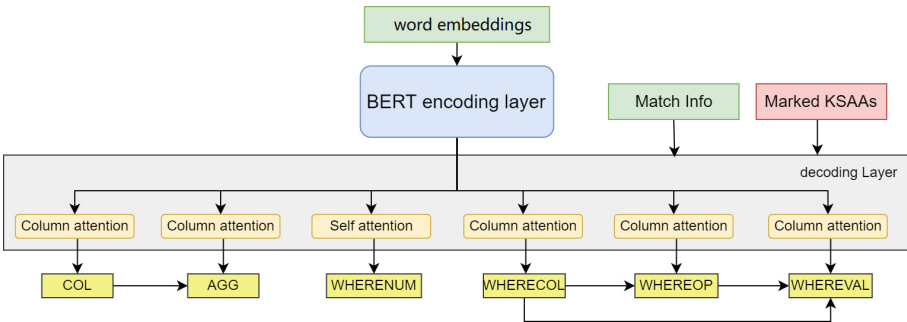 word embeddings
BERT encoding layer
Match Info
Marked KSAAs
decoding Layer
Column attention
Column attention
Self attention
Column attention
Column attention
Column attention
COL
AGG
WHERENUM
WHERECOL
WHEREOP
WHEREVAL